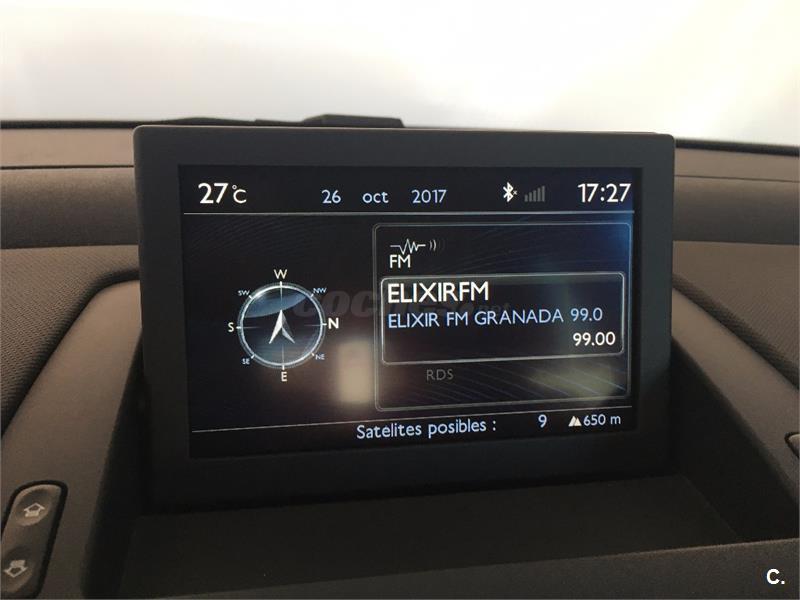 27°C 26 oct 2017 17:27
FM
ELIXIRFM
ELIXIR FM GRANADA 99.0
99.00
RDS
W
SW NW
S N
SE NE
E
Satelites posibles : 9 650 m
C.